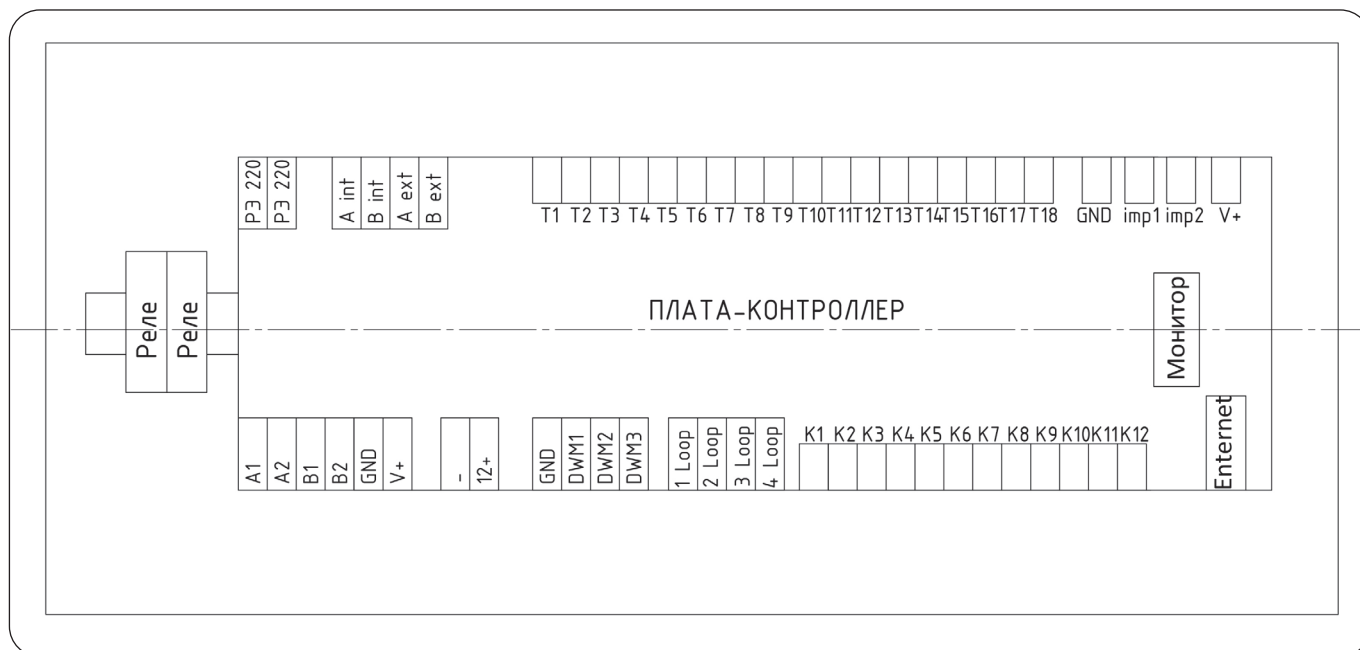 РЭ 220
РЭ 220
A int
B int
A ext
B ext
T1 T2 T3 T4 T5 T6 T7 T8 T9 T10 T11 T12 T13 T14 T15 T16 T17 T18
GND imp1 imp2 V+
Реле
Реле
ПЛАТА-КОНТРОЛЛЕР
Монитор
A1
A2
B1
B2
GND
V+
-
12+
GND
DWM1
DWM2
DWM3
1 Loop
2 Loop
3 Loop
4 Loop
K1 K2 K3 K4 K5 K6 K7 K8 K9 K10 K11 K12
Enternet